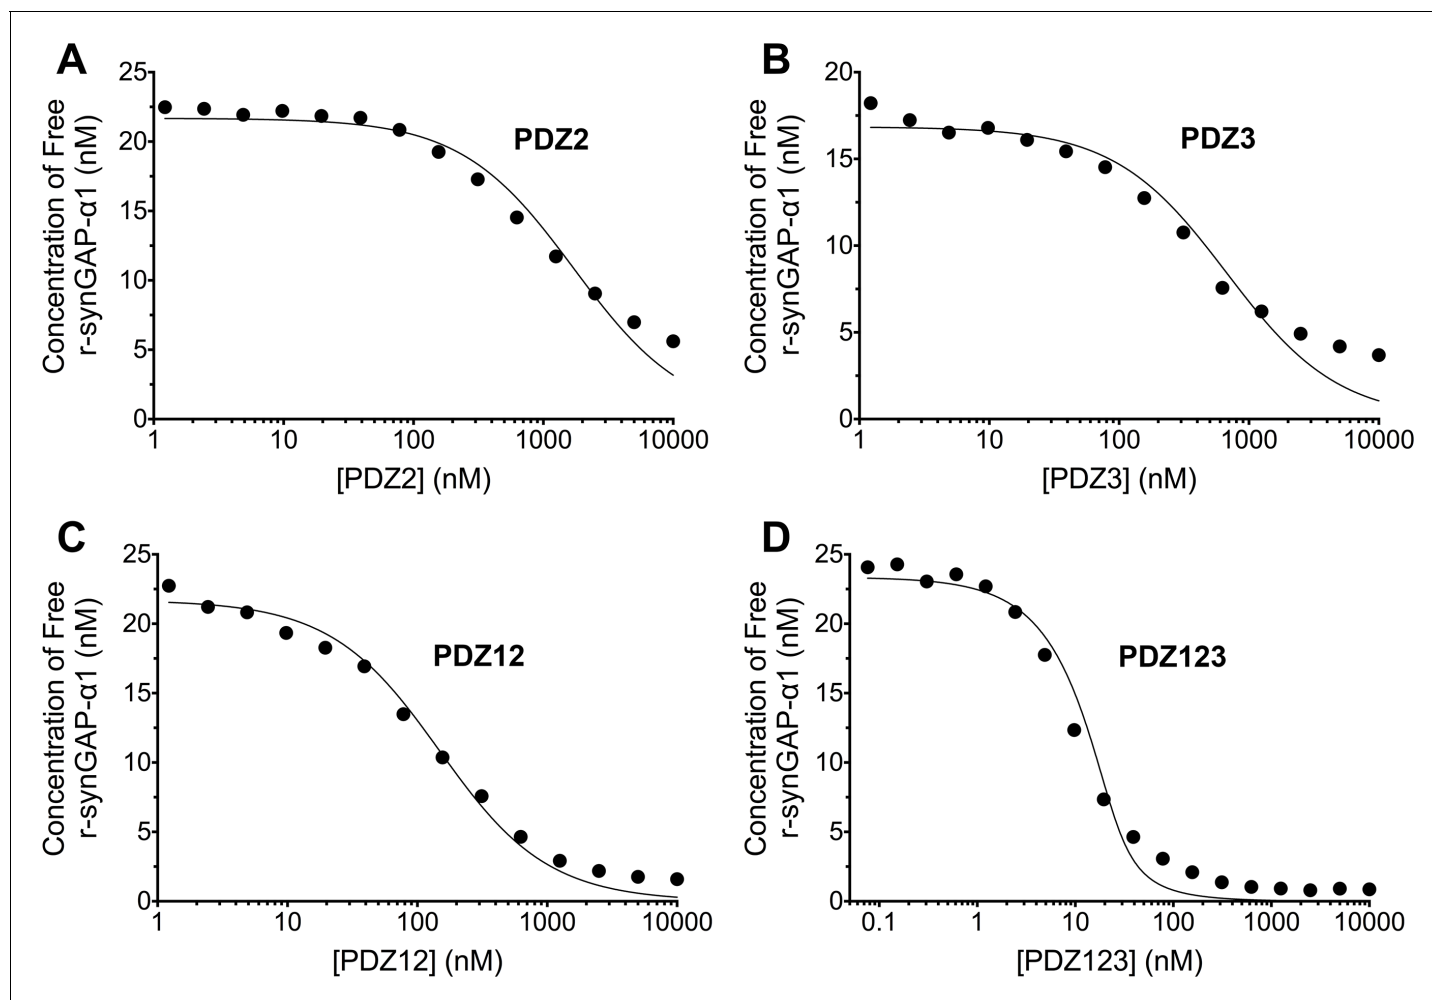 A
Concentration of Free
r-synGAP-α1 (nM)
25
20
15
10
5
0
PDZ2
1
10
100
1000
10000
[PDZ2] (nM)
B
Concentration of Free
r-synGAP-α1 (nM)
20
15
10
5
0
PDZ3
1
10
100
1000
10000
[PDZ3] (nM)
C
Concentration of Free
r-synGAP-α1 (nM)
25
20
15
10
5
0
PDZ12
1
10
100
1000
10000
[PDZ12] (nM)
D
Concentration of Free
r-synGAP-α1 (nM)
25
20
15
10
5
0
PDZ123
0.1
1
10
100
1000
10000
[PDZ123] (nM)